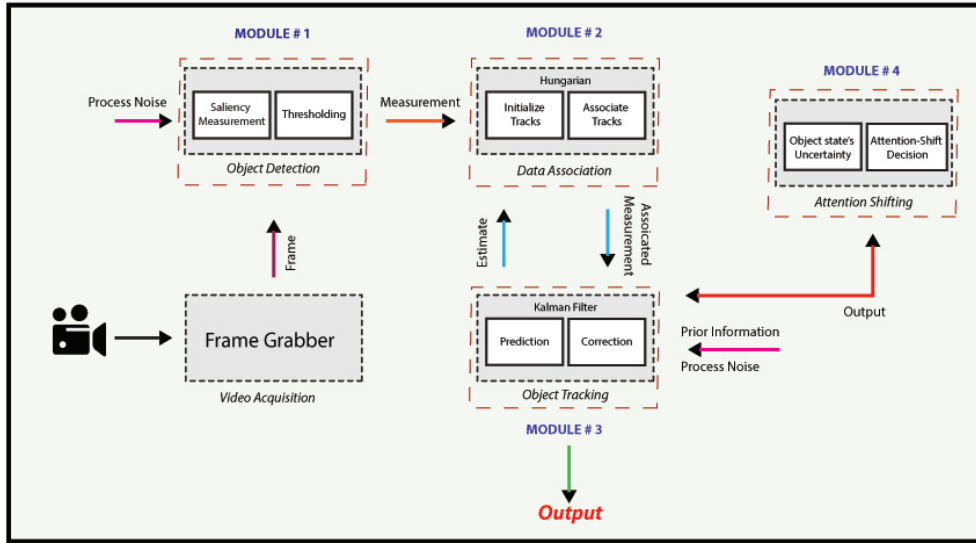 MODULE # 1
Process Noise
Saliency
Measurement
Thresholding
Object Detection
Measurement
MODULE # 2
Hungarian
Initialize
Tracks
Associate
Tracks
Data Association
MODULE # 4
Object state's
Uncertainty
Attention-Shift
Decision
Attention Shifting
Frame
Estimate
Assoicated
Measurement
Frame Grabber
Video Acquisition
Kalman Filter
Prediction
Correction
Object Tracking
MODULE # 3
Output
Prior Information
Process Noise
Output